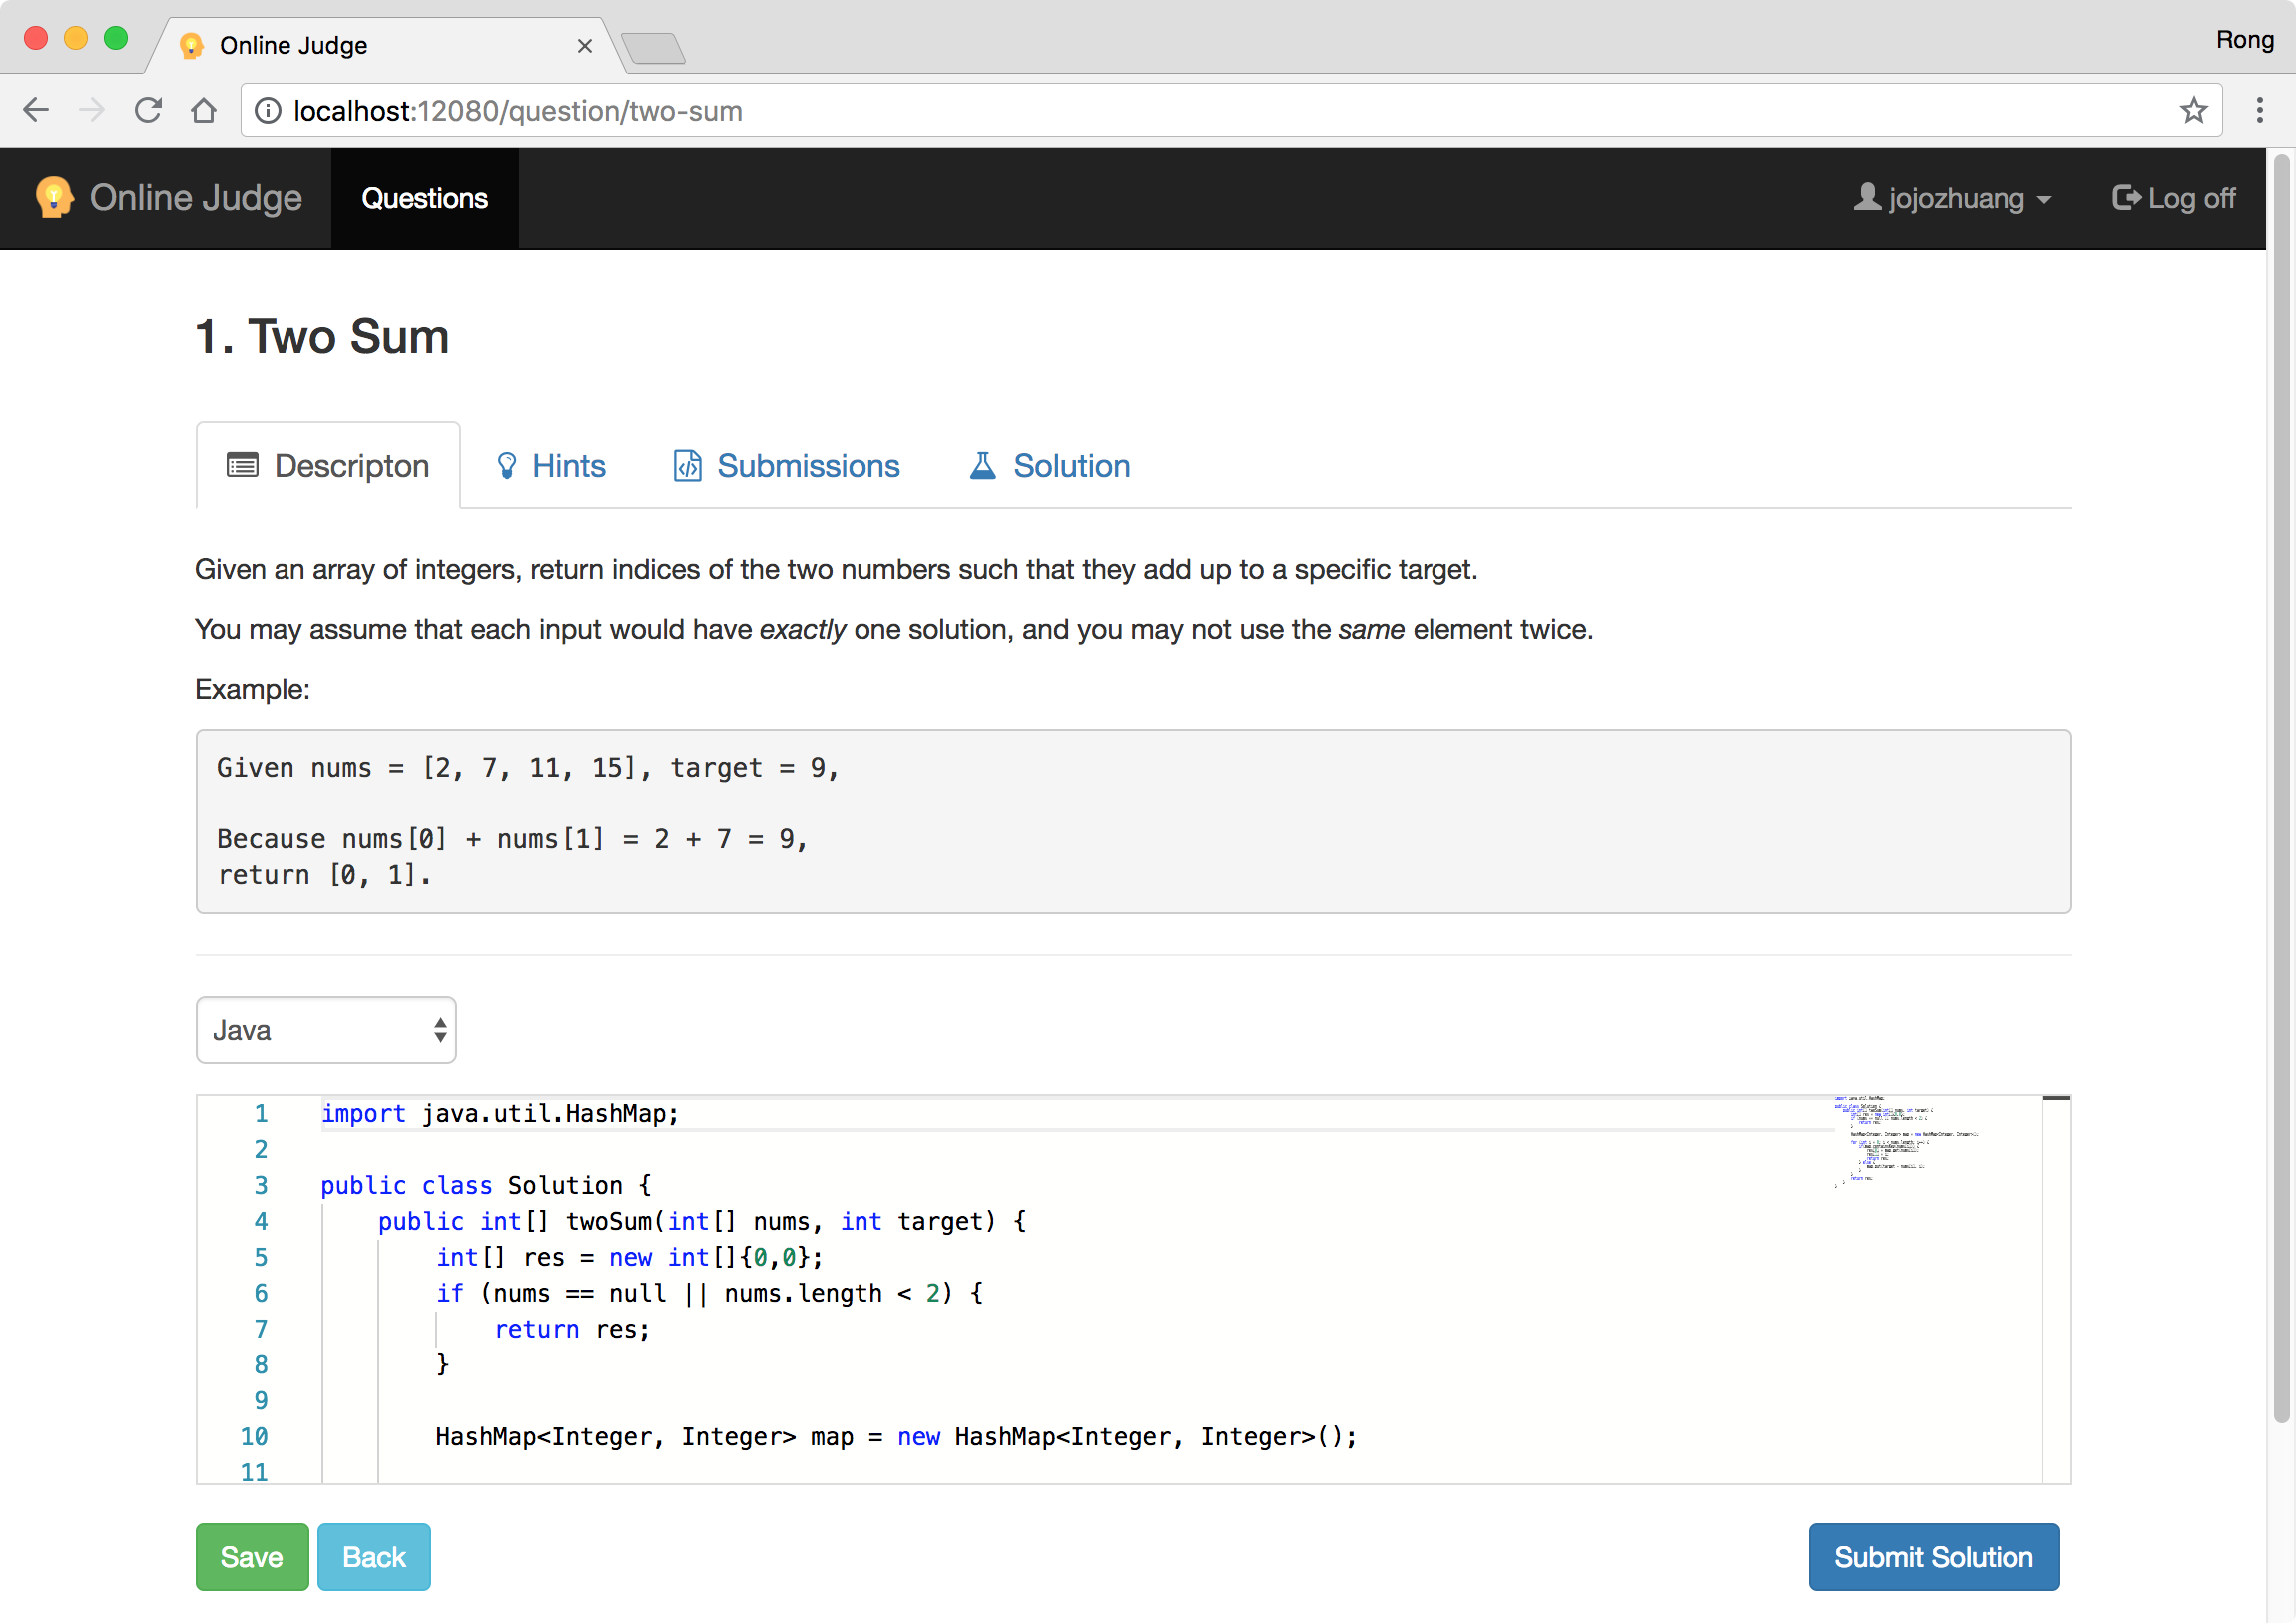 Online Judge
Rong
localhost:12080/question/two-sum
Online Judge
Questions
jojozhuang
Log off
1. Two Sum
Descripton
Hints
Submissions
Solution
Given an array of integers, return indices of the two numbers such that they add up to a specific target.
You may assume that each input would have exactly one solution, and you may not use the same element twice.
Example:
Given nums = [2, 7, 11, 15], target = 9,
Because nums[0] + nums[1] = 2 + 7 = 9,
return [0, 1].
Java
1 import java.util.HashMap;
2
3 public class Solution {
4 public int[] twoSum(int[] nums, int target) {
5 int[] res = new int[]{0,0};
6 if (nums == null || nums.length < 2) {
7 return res;
8 }
9
10 HashMap<Integer, Integer> map = new HashMap<Integer, Integer>();
11
Save
Back
Submit Solution